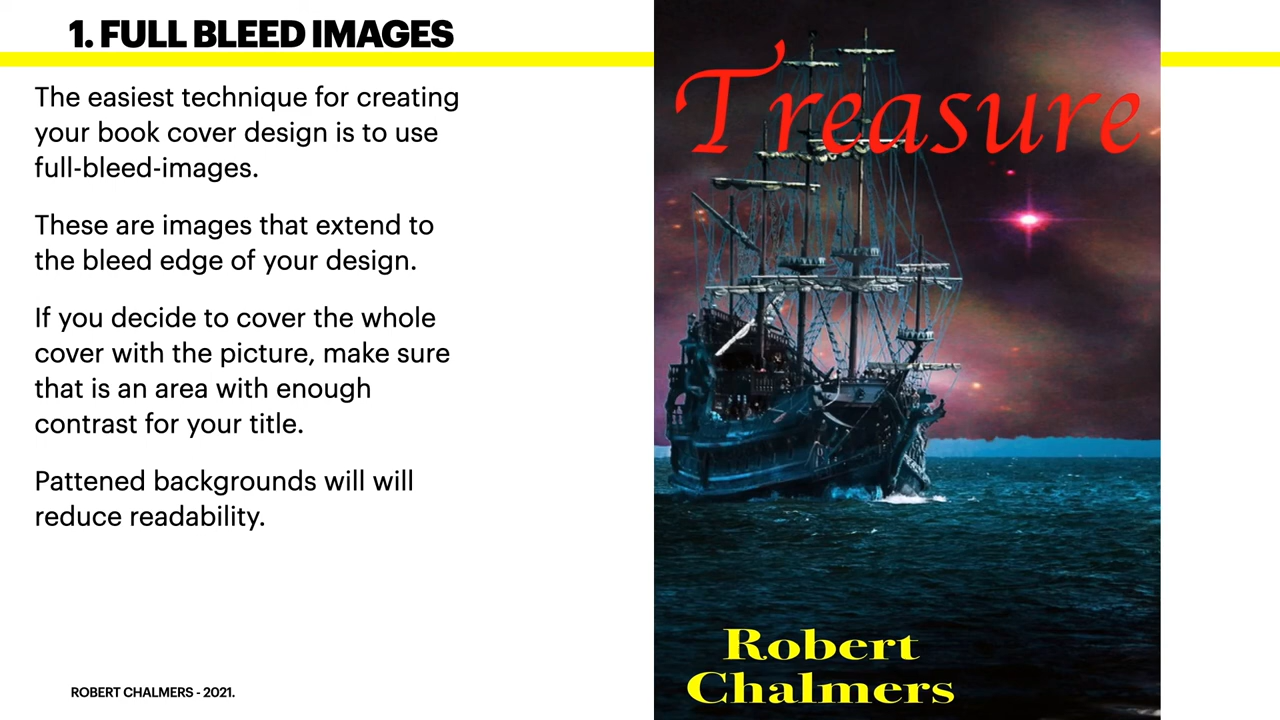 1. FULL BLEED IMAGES
The easiest technique for creating
your book cover design is to use
full-bleed-images.
These are images that extend to
the bleed edge of your design.
If you decide to cover the whole
cover with the picture, make sure
that is an area with enough
contrast for your title.
Pattened backgrounds will will
reduce readability.
ROBERT CHALMERS - 2021.
Treasure
Robert
Chalmers